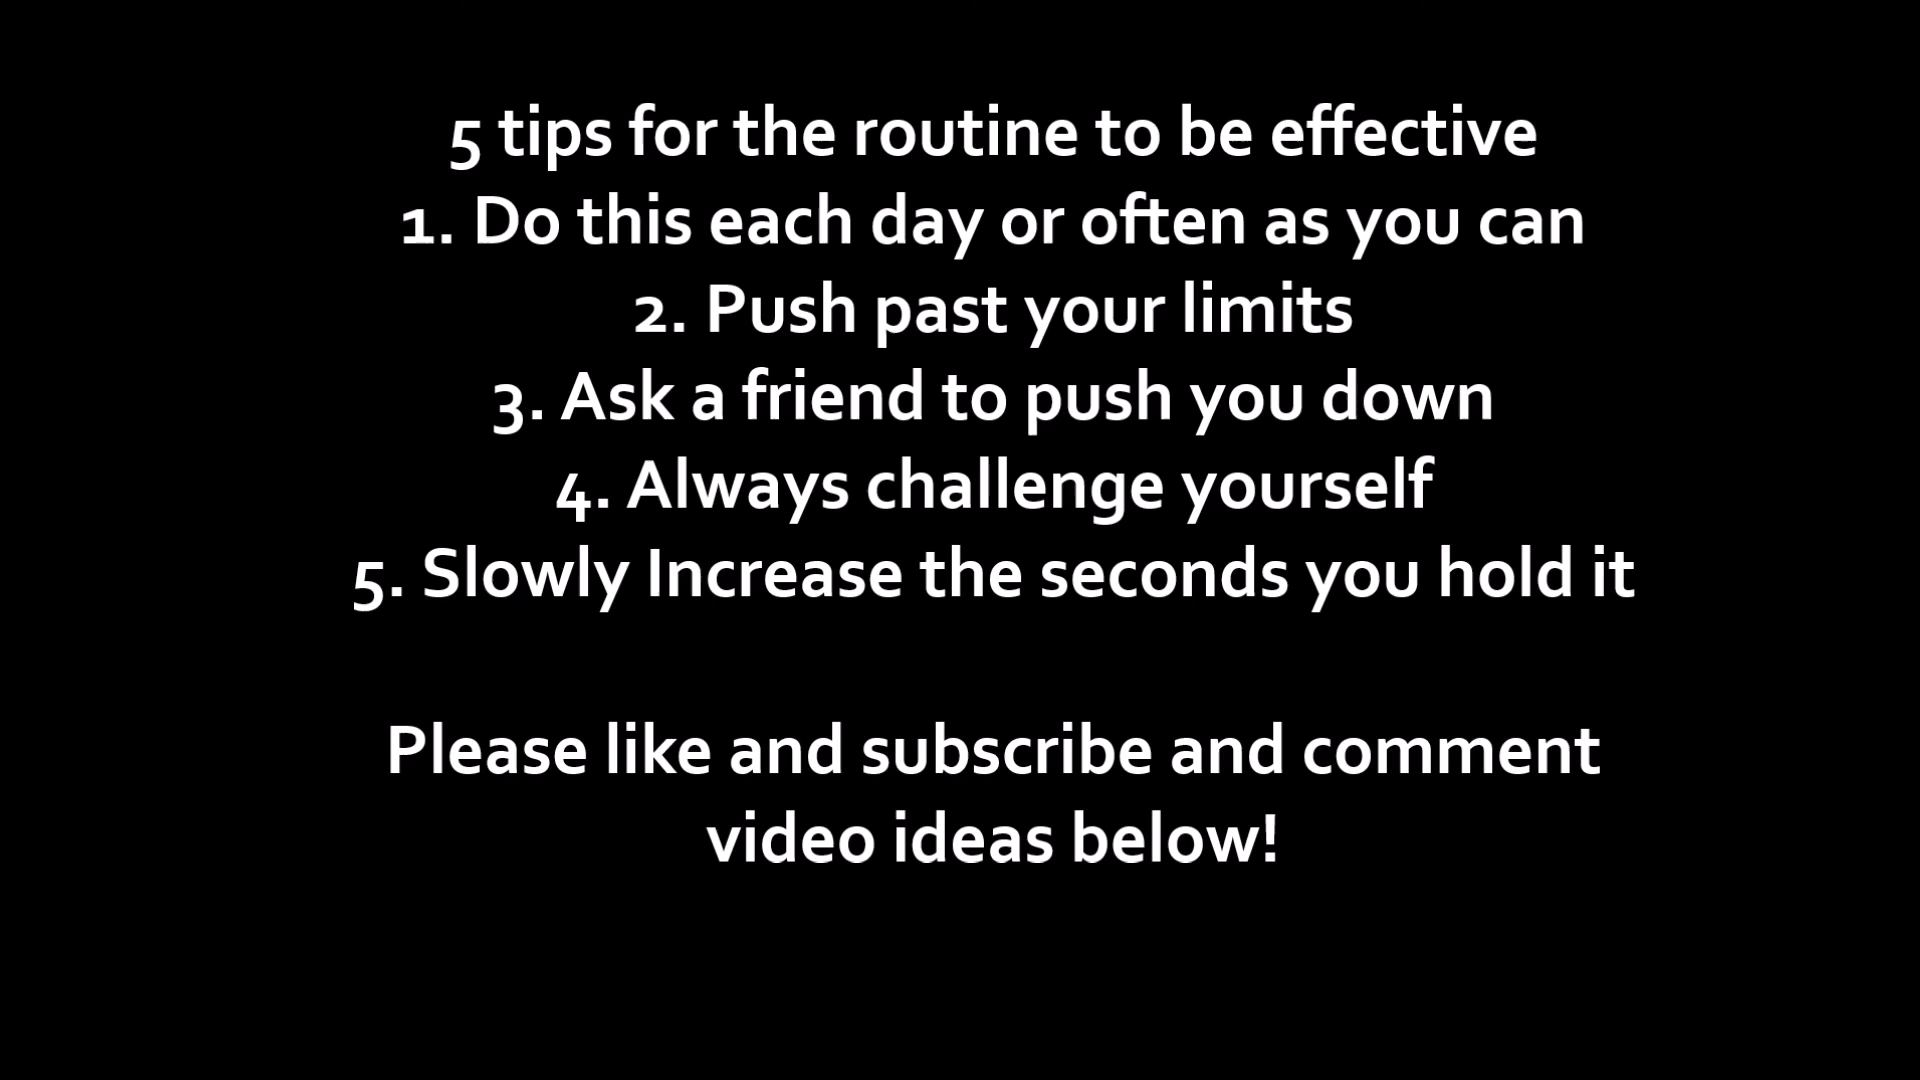 5 tips for the routine to be effective
1. Do this each day or often as you can
2. Push past your limits
3. Ask a friend to push you down
4. Always challenge yourself
5. Slowly Increase the seconds you hold it
Please like and subscribe and comment
video ideas below!